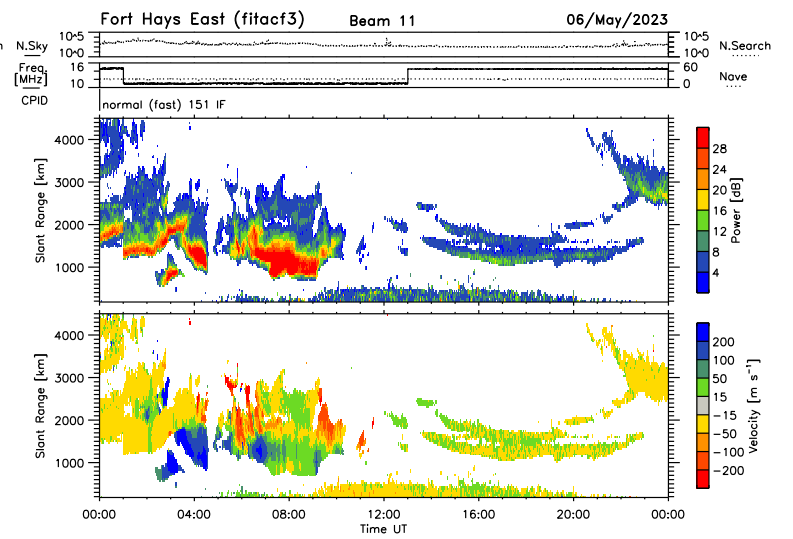 Fort Hays East (fitacf3) Beam 11 06/May/2023
n N.Sky 10^5 10^0 10^5 10^0 N.Search
Freq. [MHz] 16 10 60 0 Nave
CPID normal (fast) 151 IF
Slant Range [km] 4000 3000 2000 1000
Power [dB] 28 24 20 16 12 8 4
Slant Range [km] 4000 3000 2000 1000
Velocity [m s⁻¹] 200 100 50 15 −15 −50 −100 −200
00:00 04:00 08:00 12:00 16:00 20:00 00:00
Time UT